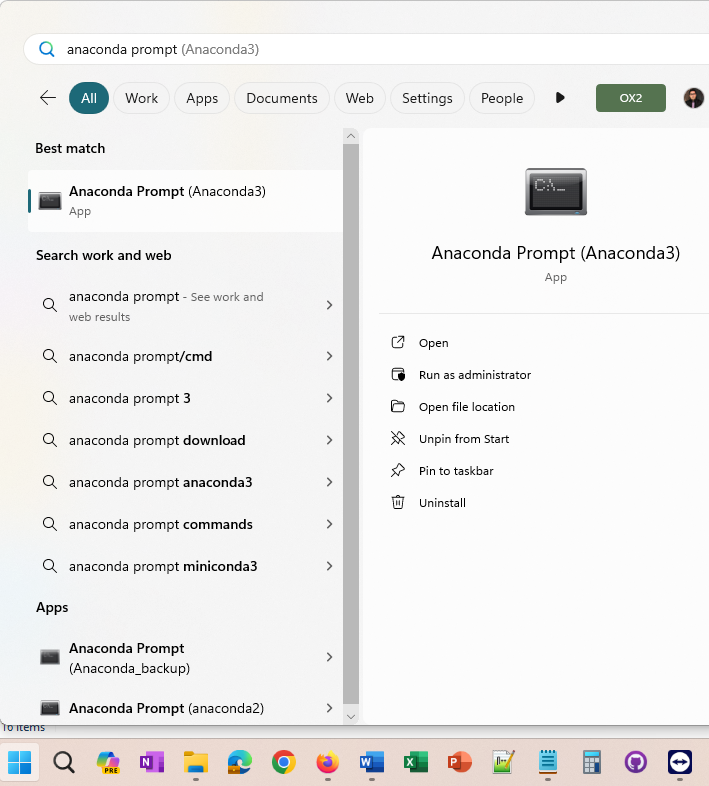 anaconda prompt (Anaconda3)
All Work Apps Documents Web Settings People OX2
Best match
Anaconda Prompt (Anaconda3)
App
Search work and web
anaconda prompt - See work and
web results
anaconda prompt/cmd
anaconda prompt 3
anaconda prompt download
anaconda prompt anaconda3
anaconda prompt commands
anaconda prompt miniconda3
Apps
Anaconda Prompt
(Anaconda_backup)
Anaconda Prompt (anaconda2)
C:\_
Anaconda Prompt (Anaconda3)
App
Open
Run as administrator
Open file location
Unpin from Start
Pin to taskbar
Uninstall
16 items
PRE